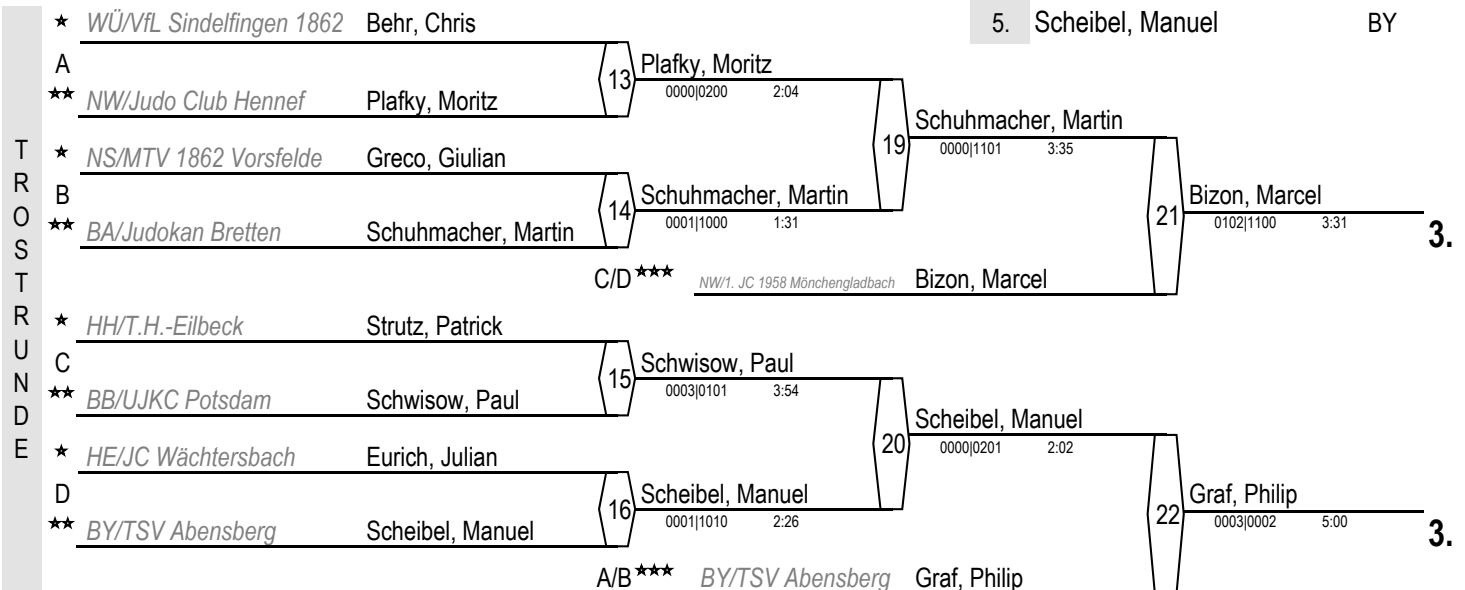 ★ WÜ/VfL Sindelfingen 1862 Behr, Chris
5. Scheibel, Manuel BY
A
13 Plafky, Moritz
0000|0200 2:04
★★ NW/Judo Club Hennef Plafky, Moritz
19 Schuhmacher, Martin
0000|1101 3:35
★ NS/MTV 1862 Vorsfelde Greco, Giulian
B
14 Schuhmacher, Martin
0001|1000 1:31
★★ BA/Judokan Bretten Schuhmacher, Martin
21 Bizon, Marcel
0102|1100 3:31
3.
C/D ★★★ NW/1. JC 1958 Mönchengladbach Bizon, Marcel
TROSTRUNDE
★ HH/T.H.-Eilbeck Strutz, Patrick
C
15 Schwisow, Paul
0003|0101 3:54
★★ BB/UJKC Potsdam Schwisow, Paul
20 Scheibel, Manuel
0000|0201 2:02
★ HE/JC Wächtersbach Eurich, Julian
D
16 Scheibel, Manuel
0001|1010 2:26
★★ BY/TSV Abensberg Scheibel, Manuel
22 Graf, Philip
0003|0002 5:00
3.
A/B ★★★ BY/TSV Abensberg Graf, Philip